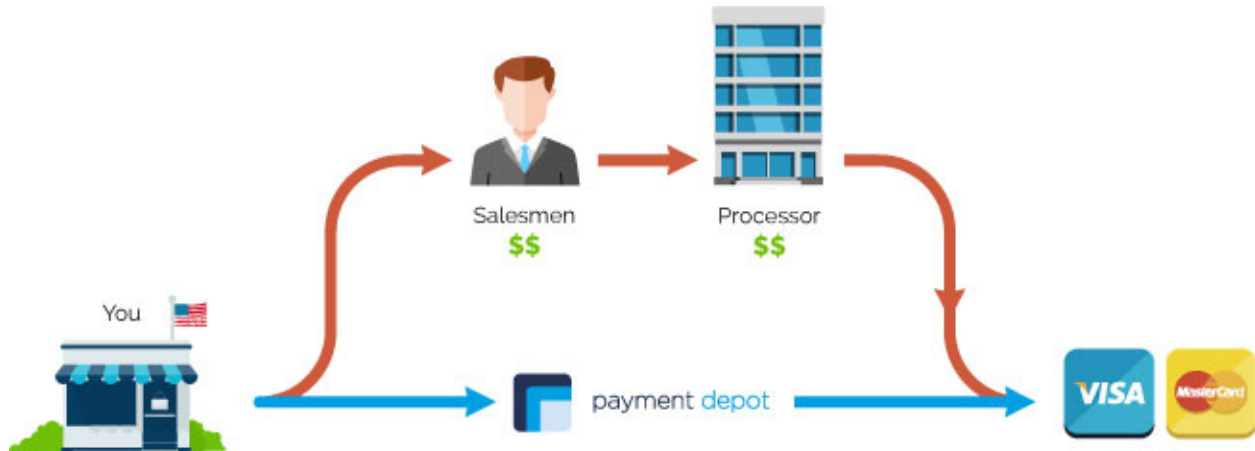 Salesmen
$$
Processor
$$
You
payment depot
VISA
MasterCard